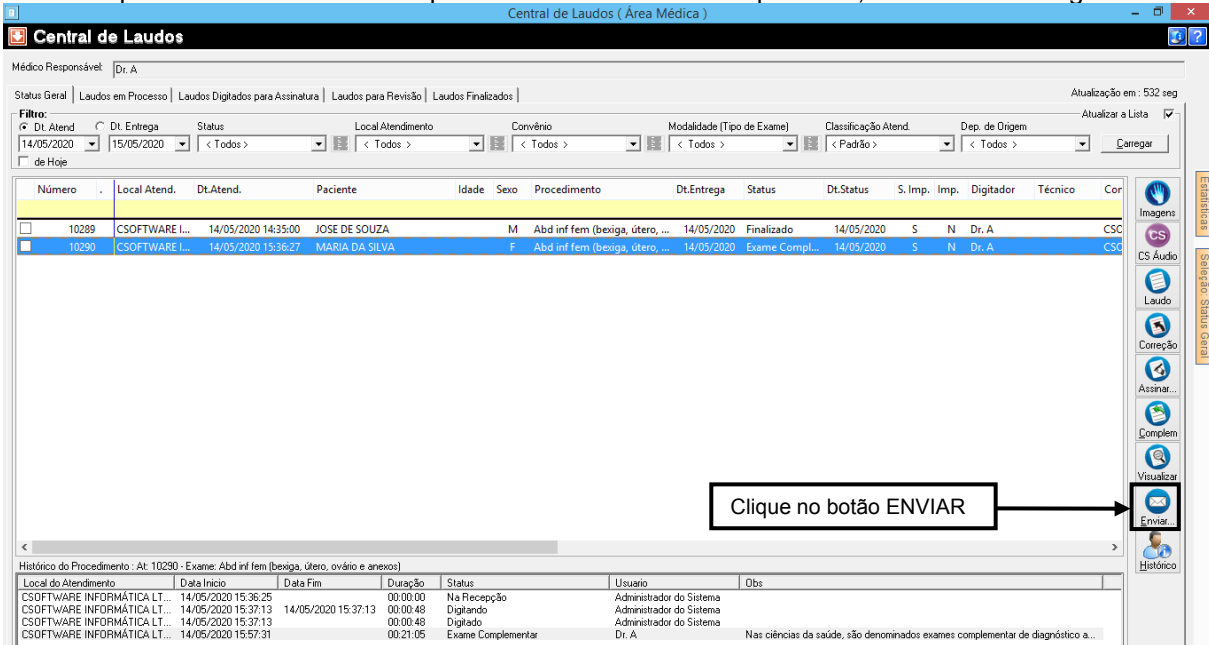 Central de Laudos ( Área Médica )
Central de Laudos
Médico Responsável: Dr. A
Status Geral Laudos em Processo Laudos Digitados para Assinatura Laudos para Revisão Laudos Finalizados Atualização em : 532 seg
Filtro: Atualizar a Lista
Dt. Atend Dt. Entrega Status Local Atendimento Convênio Modalidade (Tipo de Exame) Classificação Atend. Dep. de Origem
14/05/2020 15/05/2020 < Todos > < Todos > < Todos > < Todos > < Padrão > < Todos > Carregar
de Hoje
Número . Local Atend. Dt.Atend. Paciente Idade Sexo Procedimento Dt.Entrega Status Dt.Status S. Imp. Imp. Digitador Técnico Cor
10289 CSOFTWARE I... 14/05/2020 14:35:00 JOSE DE SOUZA M Abd inf fem (bexiga, útero, ... 14/05/2020 Finalizado 14/05/2020 S N Dr. A CSC
10290 CSOFTWARE I... 14/05/2020 15:36:27 MARIA DA SILVA F Abd inf fem (bexiga, útero, ... 14/05/2020 Exame Compl... 14/05/2020 S N Dr. A CSC
Imagens
CS
CS Áudio
Laudo
Correção
Assinar...
Complem
Visualizar
Enviar...
Histórico
Estatísticas
Seleção: Status Geral
Clique no botão ENVIAR
Histórico do Procedimento : At: 10290 - Exame: Abd inf fem (bexiga, útero, ovário e anexos)
Local do Atendimento Data Inicio Data Fim Duração Status Usuario Obs
CSOFTWARE INFORMÁTICA LT... 14/05/2020 15:36:25 00:00:00 Na Recepção Administrador do Sistema
CSOFTWARE INFORMÁTICA LT... 14/05/2020 15:37:13 14/05/2020 15:37:13 00:00:48 Digitando Administrador do Sistema
CSOFTWARE INFORMÁTICA LT... 14/05/2020 15:37:13 00:00:48 Digitado Administrador do Sistema
CSOFTWARE INFORMÁTICA LT... 14/05/2020 15:57:31 00:21:05 Exame Complementar Dr. A Nas ciências da saúde, são denominados exames complementar de diagnóstico a...